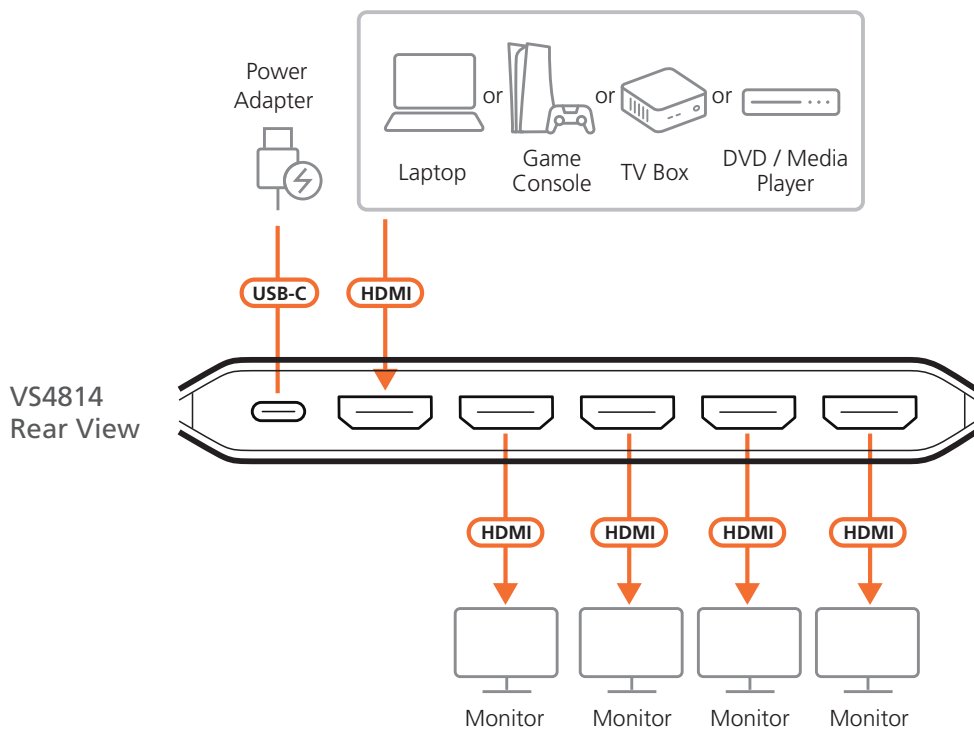 Power
Adapter
or
or
or
Laptop
Game
Console
TV Box
DVD / Media
Player
USB-C
HDMI
VS4814
Rear View
HDMI
HDMI
HDMI
HDMI
Monitor
Monitor
Monitor
Monitor